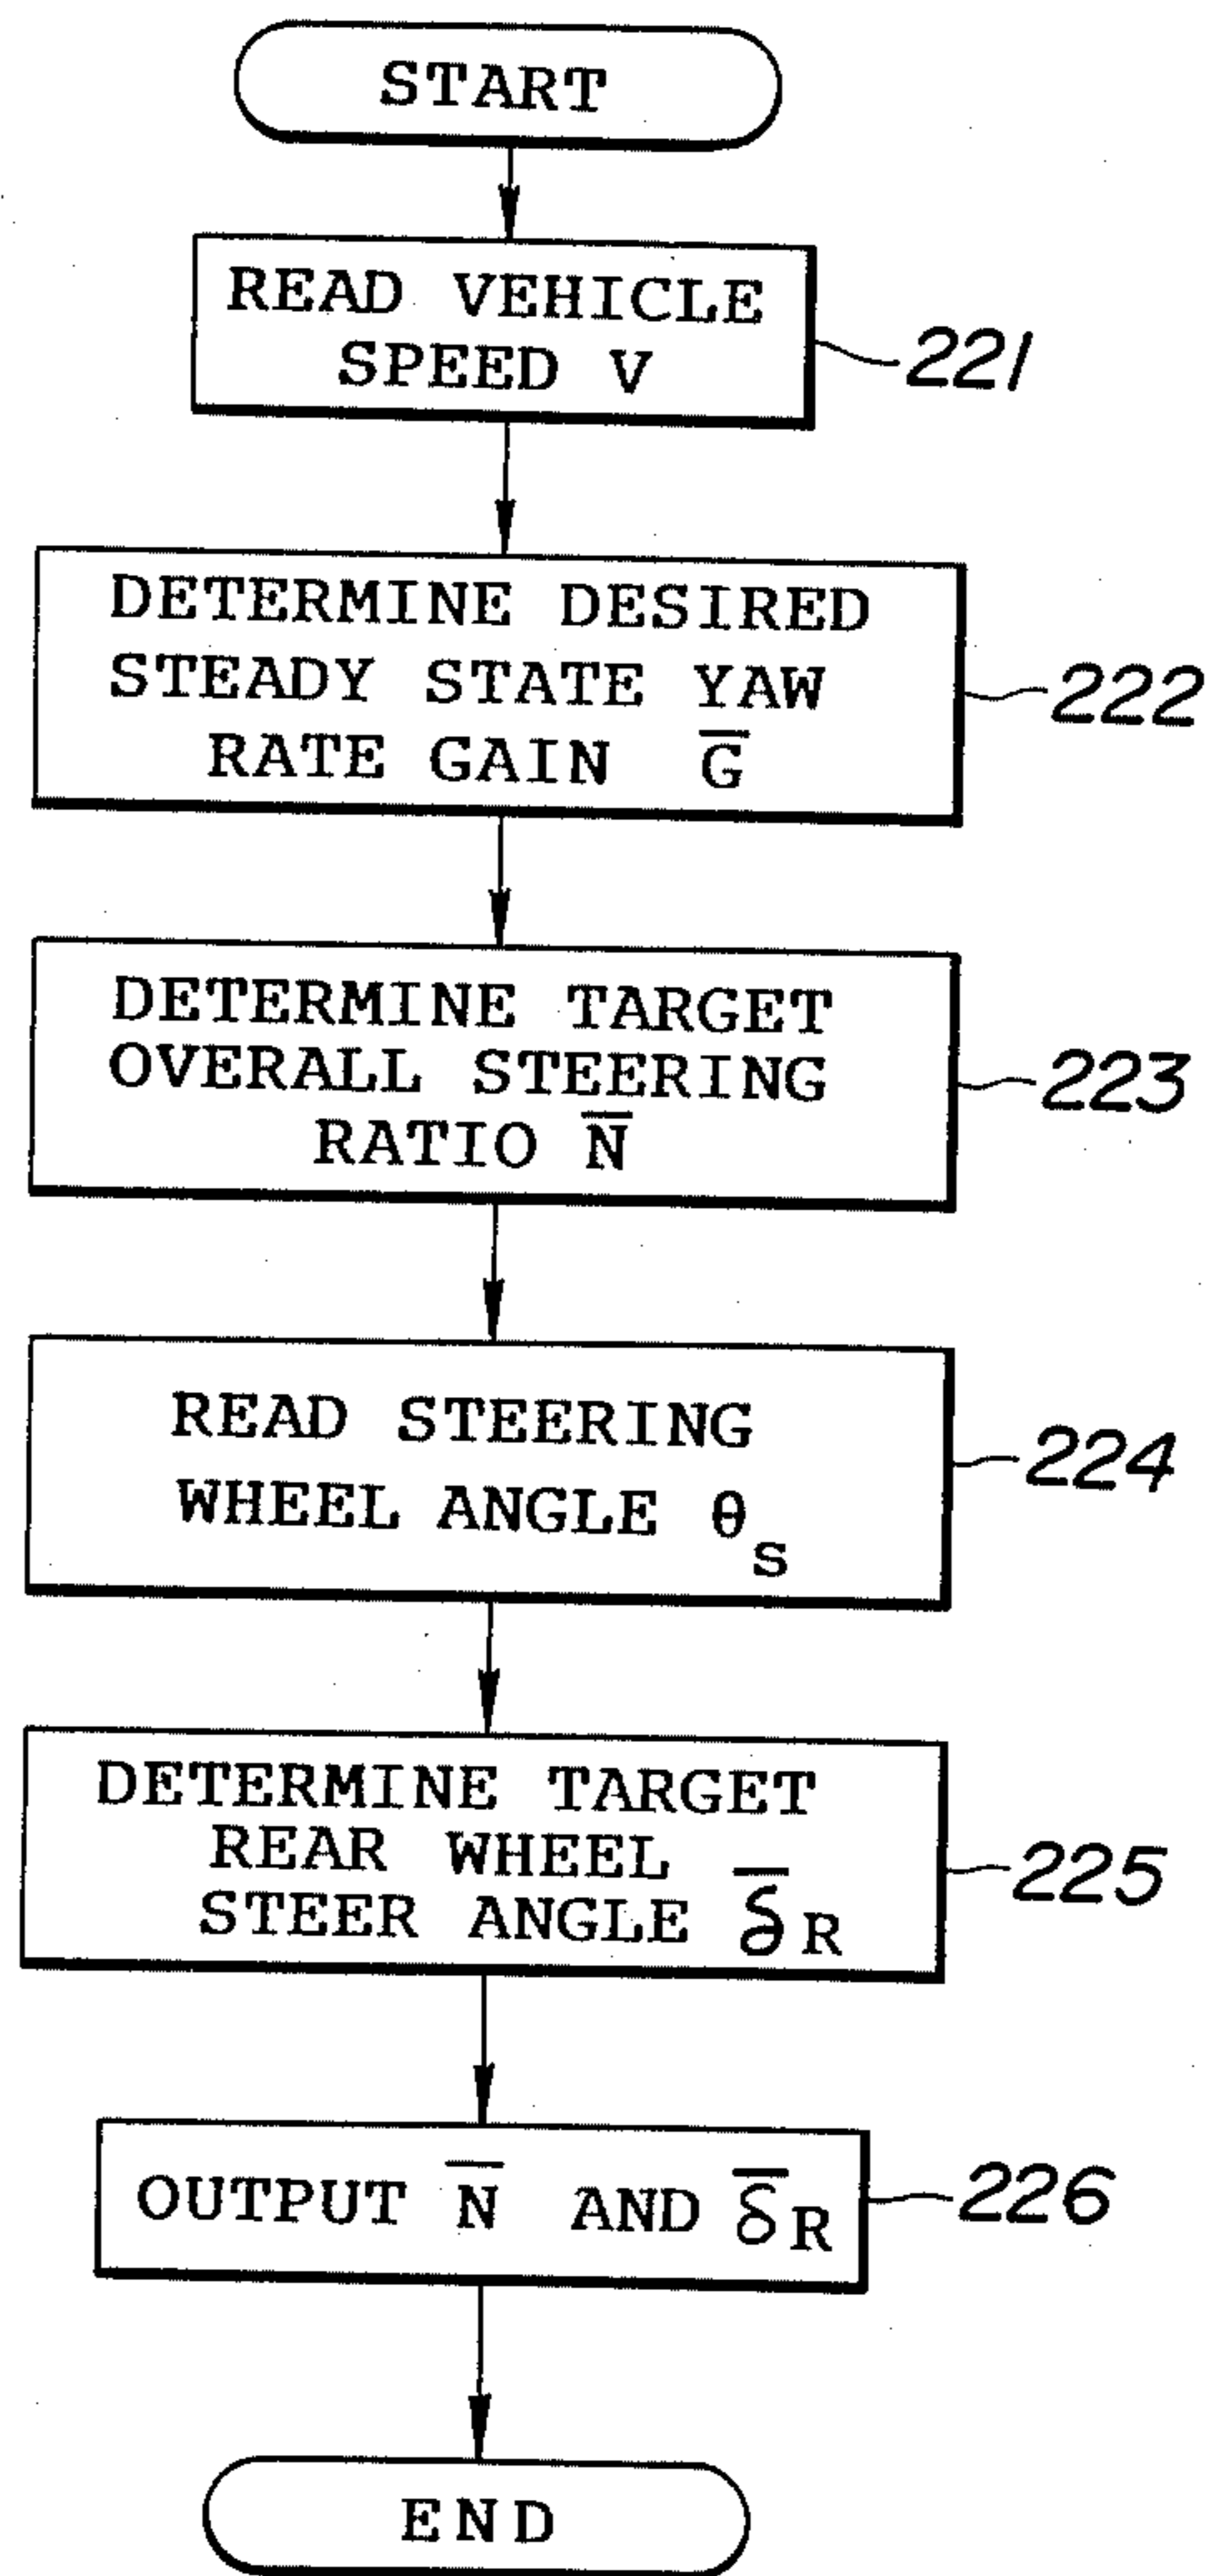 START
READ VEHICLE
SPEED V
221
DETERMINE DESIRED
STEADY STATE YAW
RATE GAIN G̅
222
DETERMINE TARGET
OVERALL STEERING
RATIO N̅
223
READ STEERING
WHEEL ANGLE θs
224
DETERMINE TARGET
REAR WHEEL
STEER ANGLE δ̅R
225
OUTPUT N̅ AND δ̅R
226
END